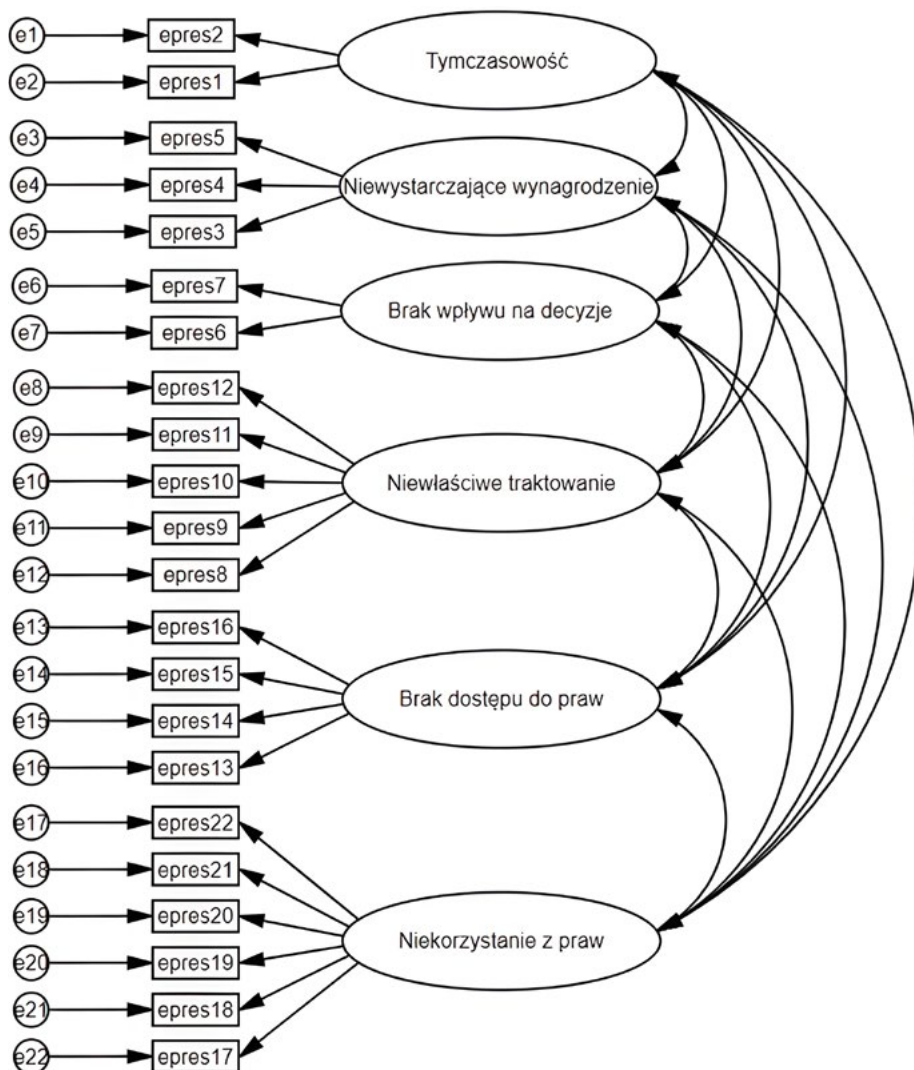 e1 epres2
Tymczasowość
e2 epres1
e3 epres5
e4 epres4 Niewystarczające wynagrodzenie
e5 epres3
e6 epres7
Brak wpływu na decyzje
e7 epres6
e8 epres12
e9 epres11
e10 epres10 Niewłaściwe traktowanie
e11 epres9
e12 epres8
e13 epres16
e14 epres15
Brak dostępu do praw
e15 epres14
e16 epres13
e17 epres22
e18 epres21
e19 epres20
Niekorzystanie z praw
e20 epres19
e21 epres18
e22 epres17